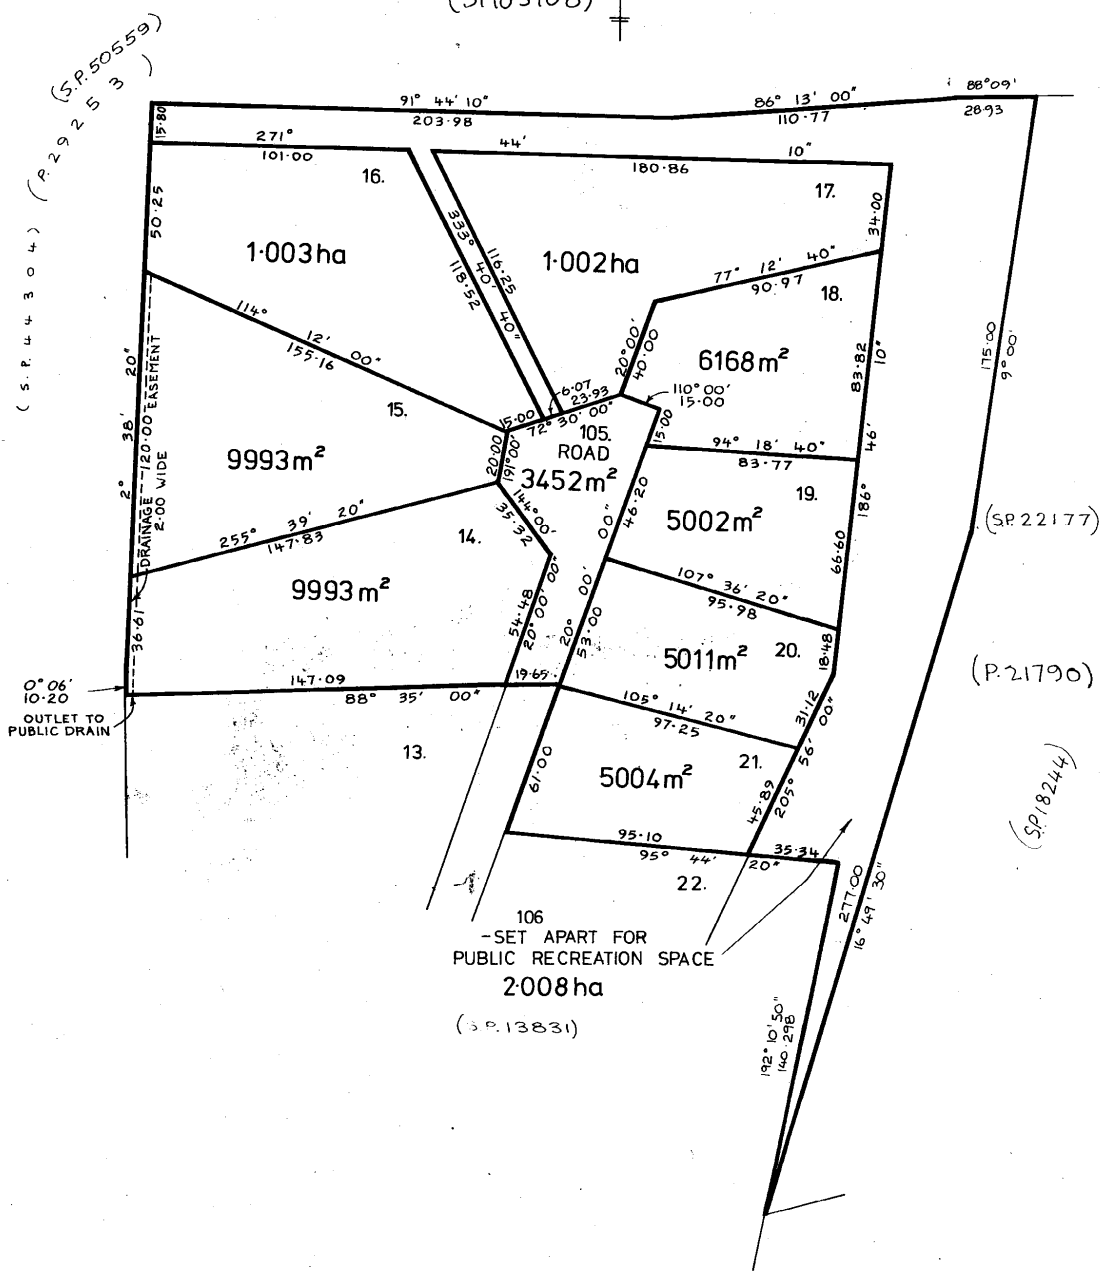 (S.P. 50559)
(P. 29253)
(S.P. 44304)
91° 44' 10"
203·98
86° 13' 00"
110·77
88°09'
28·93
15·80
271°
101·00
44'
10"
180·86
16.
17.
50·25
34·00
1·003ha
1·002ha
333° 40' 40"
116·25
118·52
77° 12' 40"
90·97
18.
114° 12' 00"
155·16
20°00'
40·00
6168m²
83·82
10"
175·00
9° 00'
20"
38'
2°
DRAINAGE
120·00 EASEMENT
2·00 WIDE
15.
6·07
23·93
15·00
72° 30' 00"
110°00'
15·00
105.
ROAD
3452m²
15·00
94° 18' 40"
83·77
46'
186°
9993m²
20·00
191°00'
46·20
19.
5002m²
255° 39' 20"
147·83
14.
144°00'
35·32
00"
66·60
(S.P. 22177)
9993m²
107° 36' 20"
95·98
36·61
54·48
20° 00' 00"
20° 00'
53·00
5011m²
20.
18·48
(P. 21790)
0° 06'
10·20
147·09
88° 35' 00"
19·65
OUTLET TO
PUBLIC DRAIN
105° 14' 20"
97·25
31·12
205° 56' 00"
13.
61·00
5004m²
21.
45·89
(SP18244)
95·10
95° 44' 20"
35·34
22.
277·00
16° 49' 30"
106
-SET APART FOR
PUBLIC RECREATION SPACE
2·008ha
(S.P. 13831)
192° 10' 50"
140·298